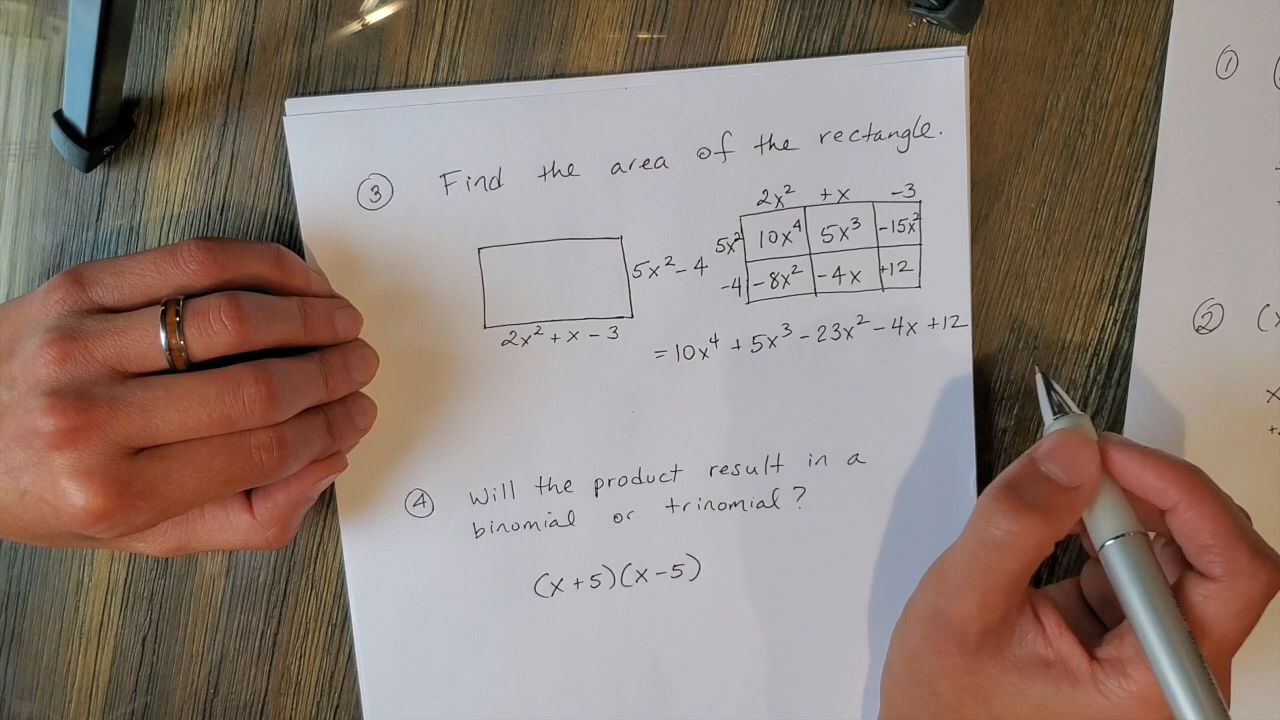 ③ Find the area of the rectangle.
2x² +x -3
5x² 10x⁴ 5x³ -15x²
5x² - 4
-4 -8x² -4x +12
2x² + x - 3
= 10x⁴ + 5x³ - 23x² - 4x + 12
④ Will the product result in a
binomial or trinomial?
(x+5)(x-5)
①
② (x
x